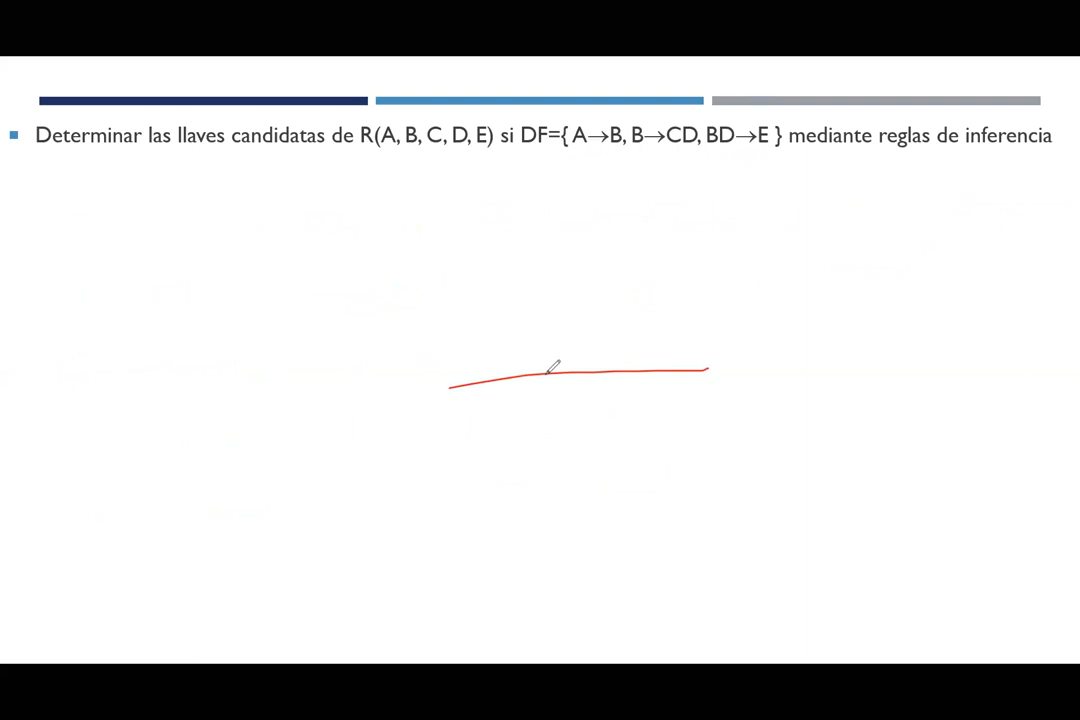 Determinar las llaves candidatas de R(A, B, C, D, E) si DF={ A→B, B→CD, BD→E } mediante reglas de inferencia